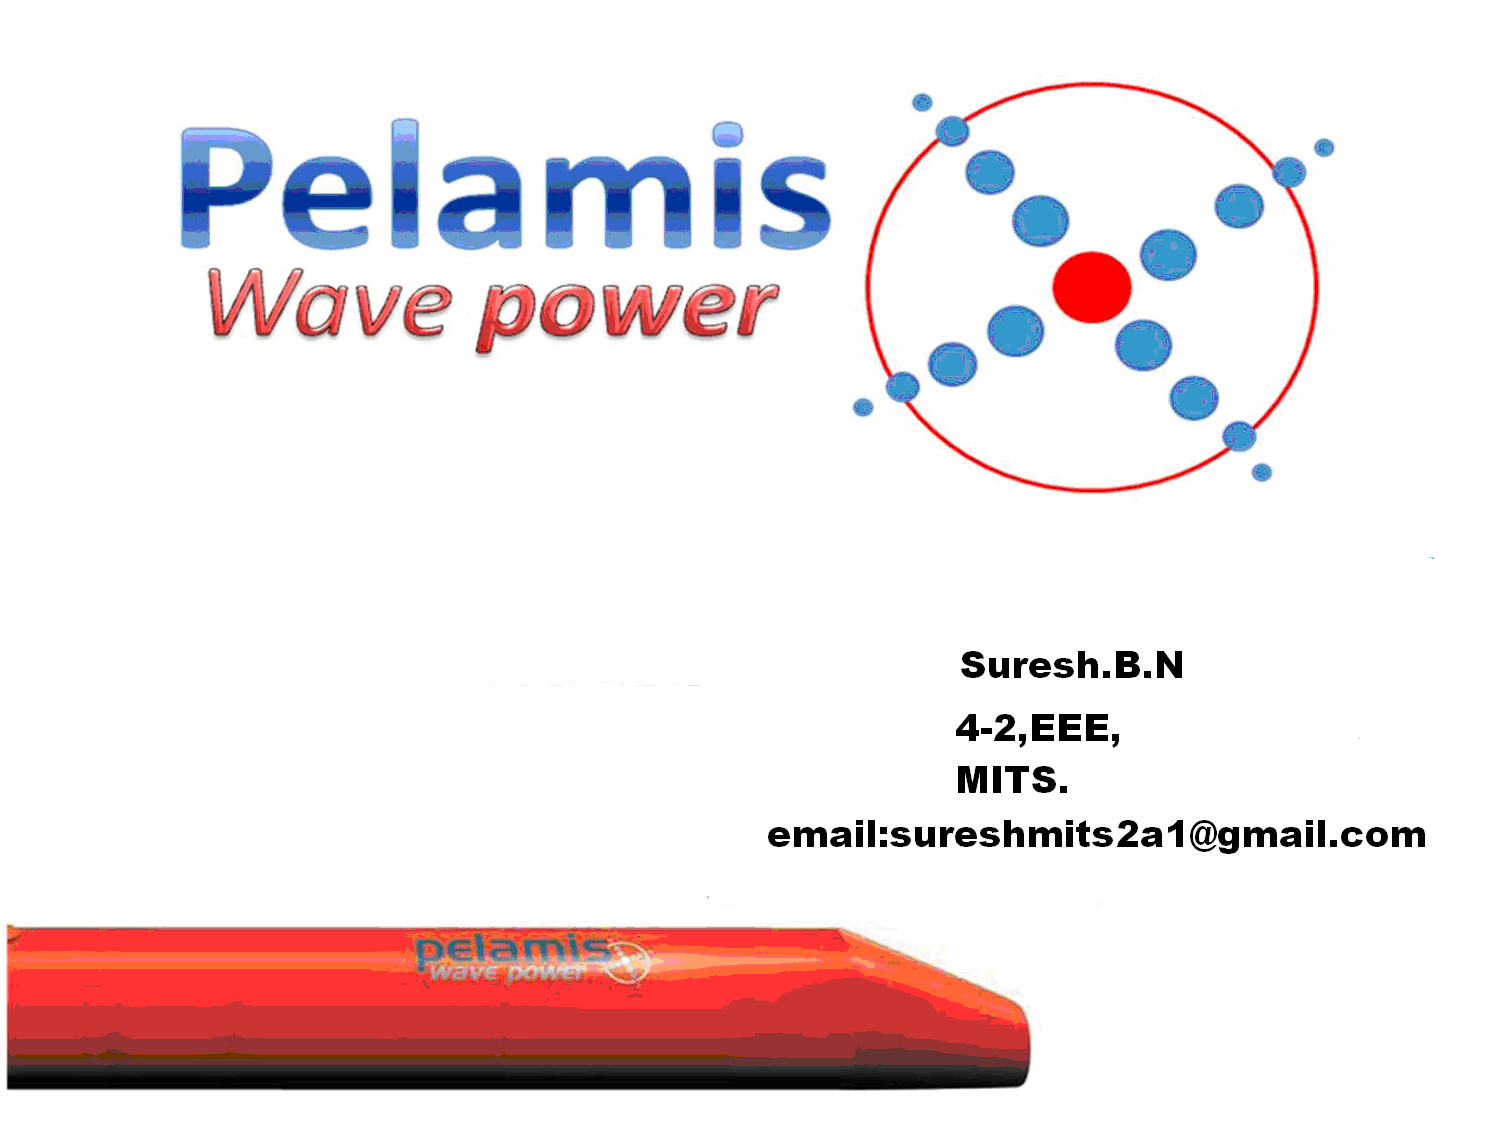 Pelamis
Wave power
Suresh.B.N
4-2,EEE,
MITS.
email:sureshmits2a1@gmail.com
pelamis
wave power